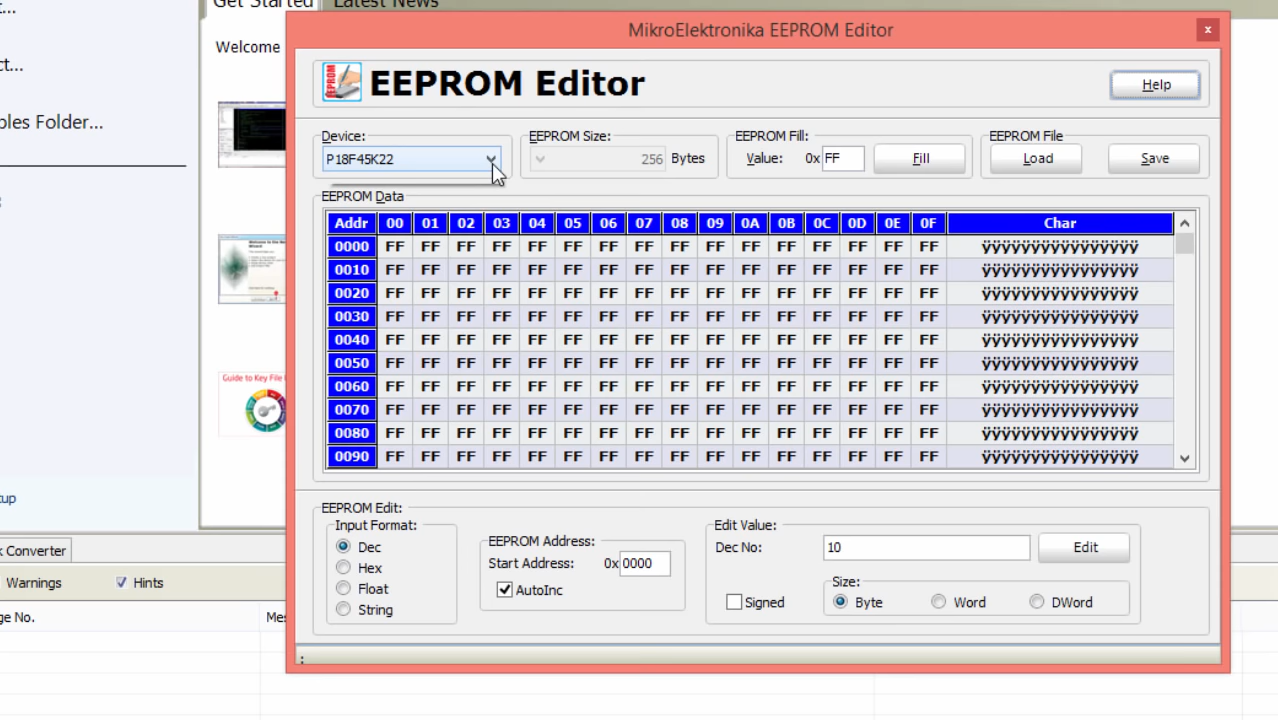 Get Started Latest News
MikroElektronika EEPROM Editor
x
ct...
Welcome
EEPROM
EEPROM Editor
Help
ples Folder...
Device:
EEPROM Size:
EEPROM Fill:
EEPROM File
P18F45K22
256 Bytes
Value: 0x FF
Fill
Load
Save
EEPROM Data
Addr 00 01 02 03 04 05 06 07 08 09 0A 0B 0C 0D 0E 0F Char
0000 FF FF FF FF FF FF FF FF FF FF FF FF FF FF FF FF ÿÿÿÿÿÿÿÿÿÿÿÿÿÿÿÿ
0010 FF FF FF FF FF FF FF FF FF FF FF FF FF FF FF FF ÿÿÿÿÿÿÿÿÿÿÿÿÿÿÿÿ
0020 FF FF FF FF FF FF FF FF FF FF FF FF FF FF FF FF ÿÿÿÿÿÿÿÿÿÿÿÿÿÿÿÿ
0030 FF FF FF FF FF FF FF FF FF FF FF FF FF FF FF FF ÿÿÿÿÿÿÿÿÿÿÿÿÿÿÿÿ
0040 FF FF FF FF FF FF FF FF FF FF FF FF FF FF FF FF ÿÿÿÿÿÿÿÿÿÿÿÿÿÿÿÿ
0050 FF FF FF FF FF FF FF FF FF FF FF FF FF FF FF FF ÿÿÿÿÿÿÿÿÿÿÿÿÿÿÿÿ
0060 FF FF FF FF FF FF FF FF FF FF FF FF FF FF FF FF ÿÿÿÿÿÿÿÿÿÿÿÿÿÿÿÿ
0070 FF FF FF FF FF FF FF FF FF FF FF FF FF FF FF FF ÿÿÿÿÿÿÿÿÿÿÿÿÿÿÿÿ
0080 FF FF FF FF FF FF FF FF FF FF FF FF FF FF FF FF ÿÿÿÿÿÿÿÿÿÿÿÿÿÿÿÿ
0090 FF FF FF FF FF FF FF FF FF FF FF FF FF FF FF FF ÿÿÿÿÿÿÿÿÿÿÿÿÿÿÿÿ
Guide to Key File
EEPROM Edit:
Input Format:
Dec
Hex
Float
String
EEPROM Address:
Start Address: 0x 0000
AutoInc
Edit Value:
Dec No: 10
Edit
Signed
Size:
Byte
Word
DWord
tup
k Converter
Warnings
Hints
ge No.
Mes
: